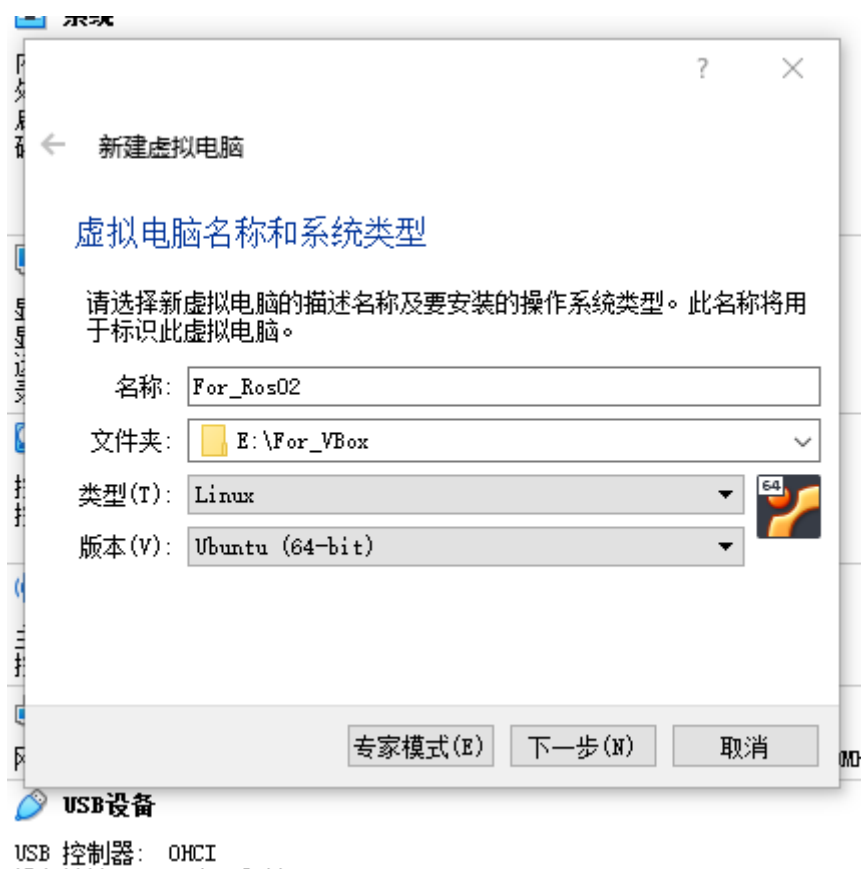 系统
?
新建虚拟电脑
虚拟电脑名称和系统类型
请选择新虚拟电脑的描述名称及要安装的操作系统类型。此名称将用
于标识此虚拟电脑。
名称: For_Ros02
文件夹: E:\For_VBox
类型(T): Linux
64
版本(V): Ubuntu (64-bit)
专家模式(E) 下一步(N) 取消
USB设备
USB 控制器: OHCI